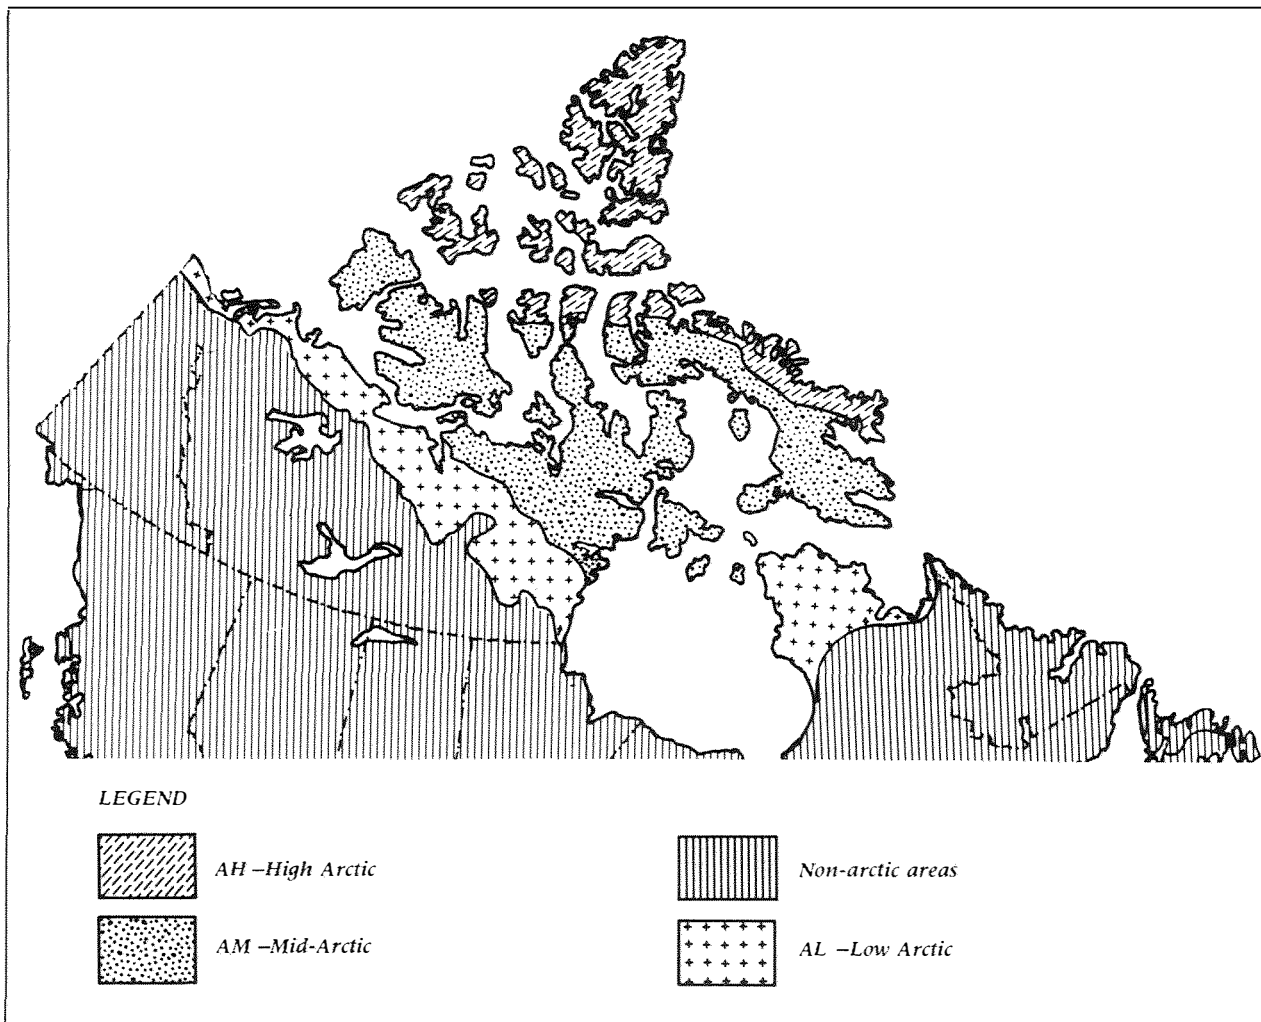 LEGEND
AH –High Arctic
AM –Mid-Arctic
Non-arctic areas
AL –Low Arctic